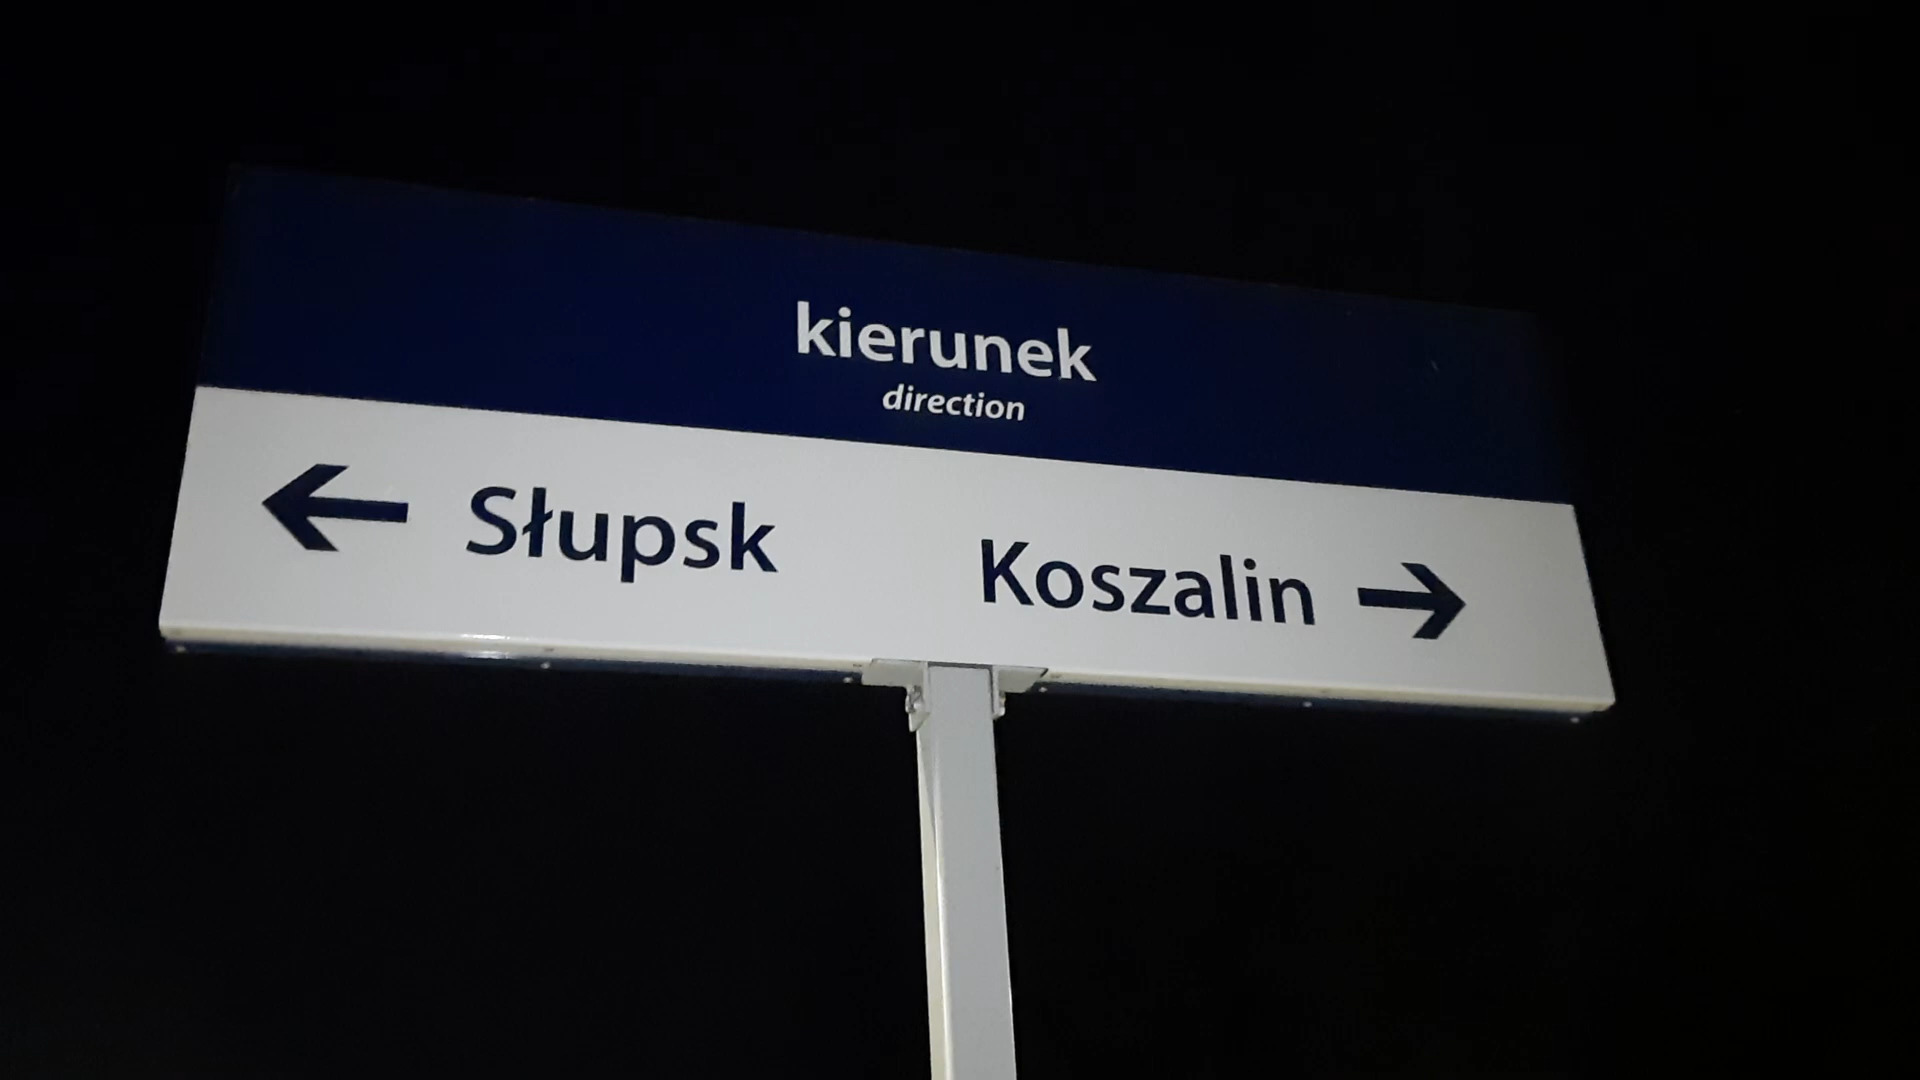 kierunek
direction
← Słupsk
Koszalin →